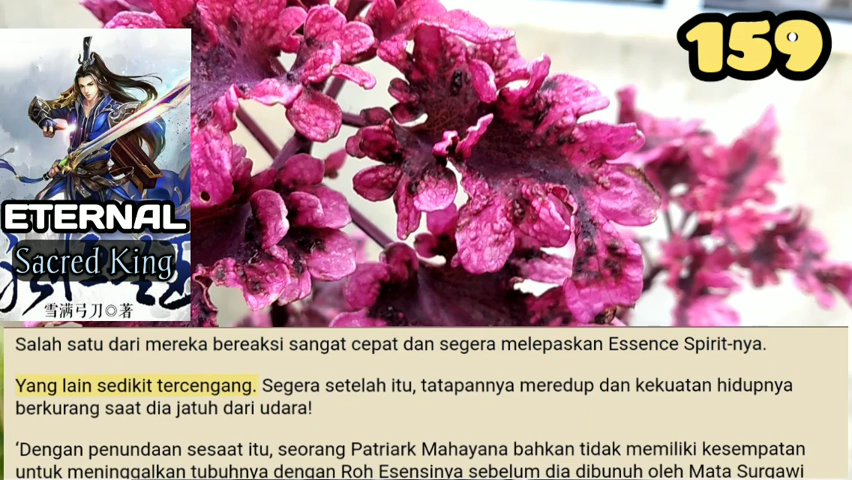 159
ETERNAL
Sacred King
雪满弓刀◎著
Salah satu dari mereka bereaksi sangat cepat dan segera melepaskan Essence Spirit-nya.
Yang lain sedikit tercengang. Segera setelah itu, tatapannya meredup dan kekuatan hidupnya
berkurang saat dia jatuh dari udara!
‘Dengan penundaan sesaat itu, seorang Patriark Mahayana bahkan tidak memiliki kesempatan
untuk meninggalkan tubuhnya dengan Roh Esensinya sebelum dia dibunuh oleh Mata Surgawi